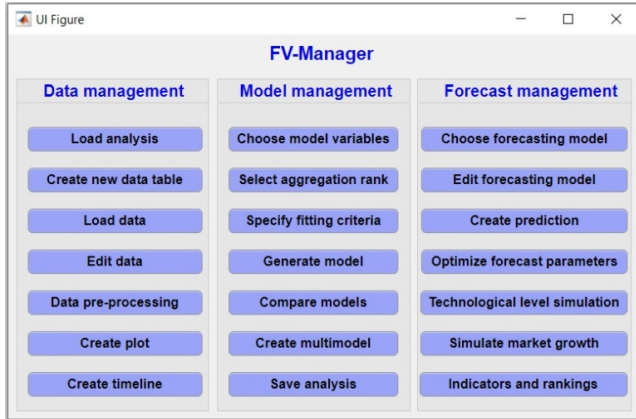 UI Figure
FV-Manager
Data management
Load analysis
Create new data table
Load data
Edit data
Data pre-processing
Create plot
Create timeline
Model management
Choose model variables
Select aggregation rank
Specify fitting criteria
Generate model
Compare models
Create multimodel
Save analysis
Forecast management
Choose forecasting model
Edit forecasting model
Create prediction
Optimize forecast parameters
Technological level simulation
Simulate market growth
Indicators and rankings